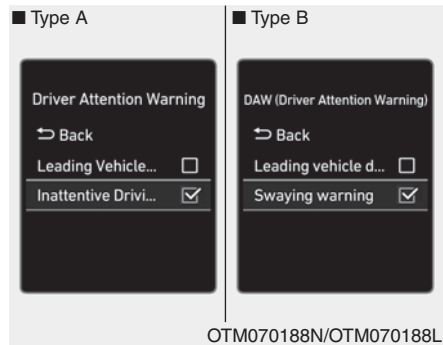 ■ Type A
Driver Attention Warning
Back
Leading Vehicle...
Inattentive Drivi...
■ Type B
DAW (Driver Attention Warning)
Back
Leading vehicle d...
Swaying warning
OTM070188N/OTM070188L